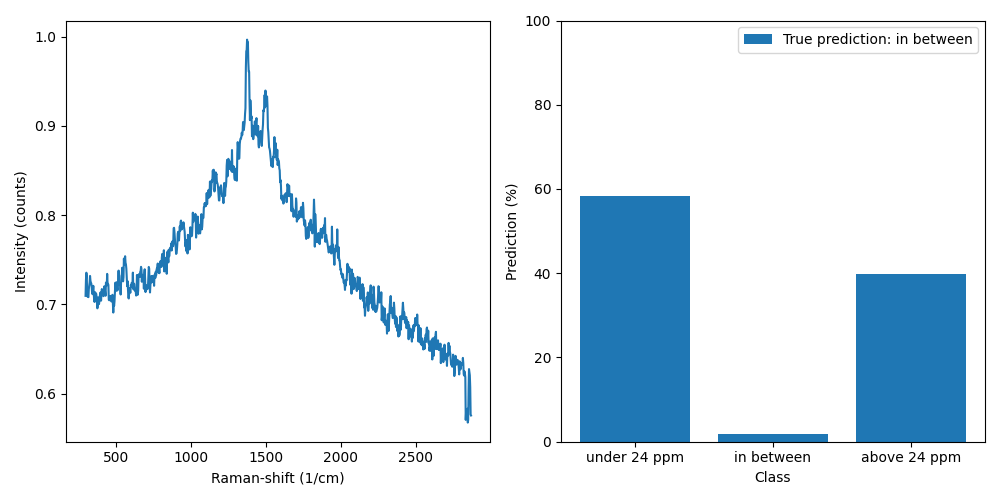 1.0
0.9
0.8
0.7
0.6
Intensity (counts)
500 1000 1500 2000 2500
Raman-shift (1/cm)
100
80
60
40
20
0
Prediction (%)
True prediction: in between
under 24 ppm in between above 24 ppm
Class